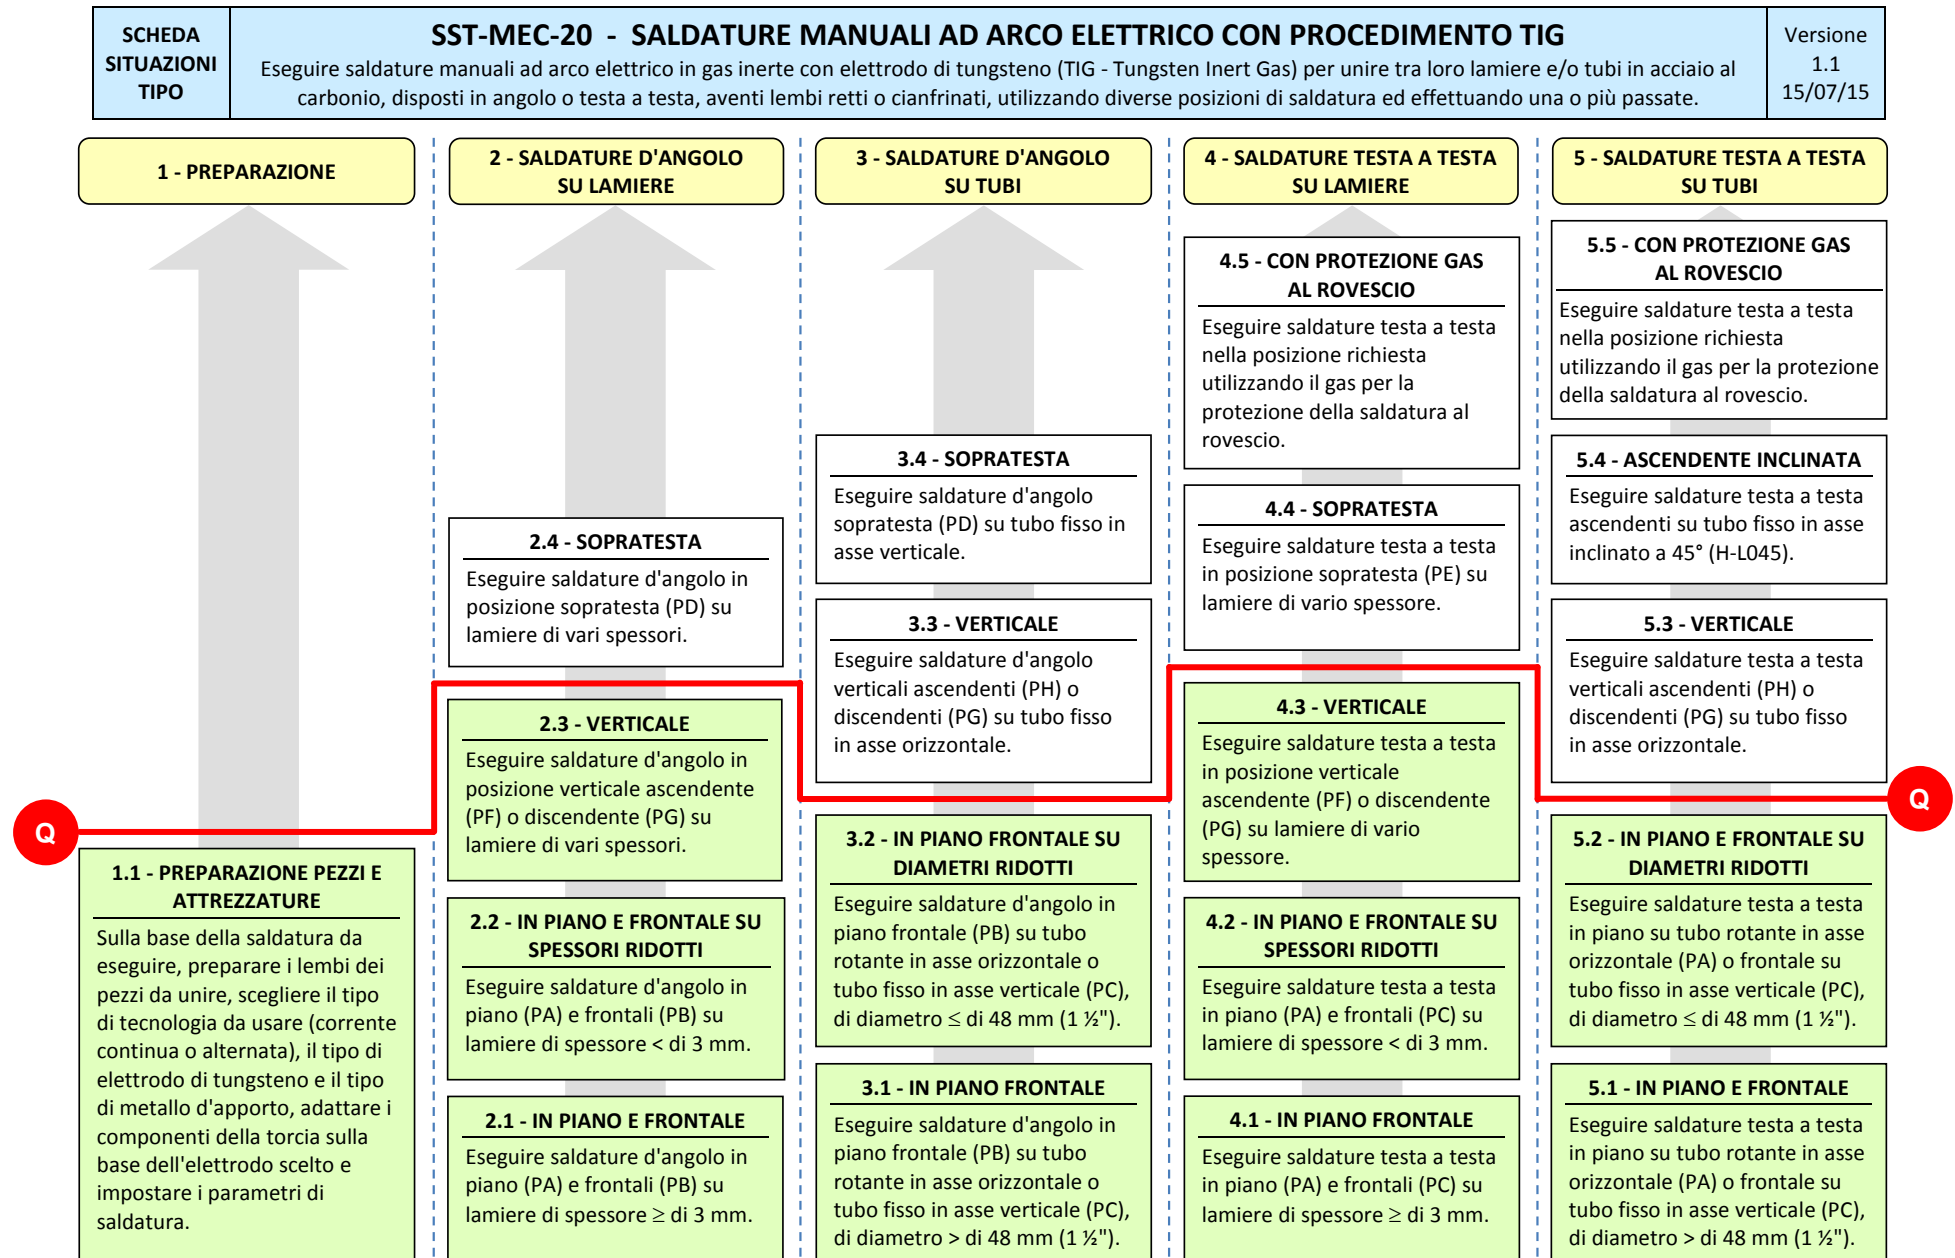 SCHEDA
SITUAZIONI
TIPO
SST-MEC-20 - SALDATURE MANUALI AD ARCO ELETTRICO CON PROCEDIMENTO TIG
Eseguire saldature manuali ad arco elettrico in gas inerte con elettrodo di tungsteno (TIG - Tungsten Inert Gas) per unire tra loro lamiere e/o tubi in acciaio al
carbonio, disposti in angolo o testa a testa, aventi lembi retti o cianfrinati, utilizzando diverse posizioni di saldatura ed effettuando una o più passate.
Versione
1.1
15/07/15
1 - PREPARAZIONE
Q
1.1 - PREPARAZIONE PEZZI E
ATTREZZATURE
Sulla base della saldatura da
eseguire, preparare i lembi dei
pezzi da unire, scegliere il tipo
di tecnologia da usare (corrente
continua o alternata), il tipo di
elettrodo di tungsteno e il tipo
di metallo d'apporto, adattare i
componenti della torcia sulla
base dell'elettrodo scelto e
impostare i parametri di
saldatura.
2 - SALDATURE D'ANGOLO
SU LAMIERE
2.4 - SOPRATESTA
Eseguire saldature d'angolo in
posizione sopratesta (PD) su
lamiere di vari spessori.
2.3 - VERTICALE
Eseguire saldature d'angolo in
posizione verticale ascendente
(PF) o discendente (PG) su
lamiere di vari spessori.
2.2 - IN PIANO E FRONTALE SU
SPESSORI RIDOTTI
Eseguire saldature d'angolo in
piano (PA) e frontali (PB) su
lamiere di spessore < di 3 mm.
2.1 - IN PIANO E FRONTALE
Eseguire saldature d'angolo in
piano (PA) e frontali (PB) su
lamiere di spessore ≥ di 3 mm.
3 - SALDATURE D'ANGOLO
SU TUBI
3.4 - SOPRATESTA
Eseguire saldature d'angolo
sopratesta (PD) su tubo fisso in
asse verticale.
3.3 - VERTICALE
Eseguire saldature d'angolo
verticali ascendenti (PH) o
discendenti (PG) su tubo fisso
in asse orizzontale.
3.2 - IN PIANO FRONTALE SU
DIAMETRI RIDOTTI
Eseguire saldature d'angolo in
piano frontale (PB) su tubo
rotante in asse orizzontale o
tubo fisso in asse verticale (PC),
di diametro ≤ di 48 mm (1 ½").
3.1 - IN PIANO FRONTALE
Eseguire saldature d'angolo in
piano frontale (PB) su tubo
rotante in asse orizzontale o
tubo fisso in asse verticale (PC),
di diametro > di 48 mm (1 ½").
4 - SALDATURE TESTA A TESTA
SU LAMIERE
4.5 - CON PROTEZIONE GAS
AL ROVESCIO
Eseguire saldature testa a testa
nella posizione richiesta
utilizzando il gas per la
protezione della saldatura al
rovescio.
4.4 - SOPRATESTA
Eseguire saldature testa a testa
in posizione sopratesta (PE) su
lamiere di vario spessore.
4.3 - VERTICALE
Eseguire saldature testa a testa
in posizione verticale
ascendente (PF) o discendente
(PG) su lamiere di vario
spessore.
4.2 - IN PIANO E FRONTALE SU
SPESSORI RIDOTTI
Eseguire saldature testa a testa
in piano (PA) e frontali (PC) su
lamiere di spessore < di 3 mm.
4.1 - IN PIANO FRONTALE
Eseguire saldature testa a testa
in piano (PA) e frontali (PC) su
lamiere di spessore ≥ di 3 mm.
5 - SALDATURE TESTA A TESTA
SU TUBI
5.5 - CON PROTEZIONE GAS
AL ROVESCIO
Eseguire saldature testa a testa
nella posizione richiesta
utilizzando il gas per la protezione
della saldatura al rovescio.
5.4 - ASCENDENTE INCLINATA
Eseguire saldature testa a testa
ascendenti su tubo fisso in asse
inclinato a 45° (H-L045).
5.3 - VERTICALE
Eseguire saldature testa a testa
verticali ascendenti (PH) o
discendenti (PG) su tubo fisso
in asse orizzontale.
Q
5.2 - IN PIANO E FRONTALE SU
DIAMETRI RIDOTTI
Eseguire saldature testa a testa
in piano su tubo rotante in asse
orizzontale (PA) o frontale su
tubo fisso in asse verticale (PC),
di diametro ≤ di 48 mm (1 ½").
5.1 - IN PIANO E FRONTALE
Eseguire saldature testa a testa
in piano su tubo rotante in asse
orizzontale (PA) o frontale su
tubo fisso in asse verticale (PC),
di diametro > di 48 mm (1 ½").